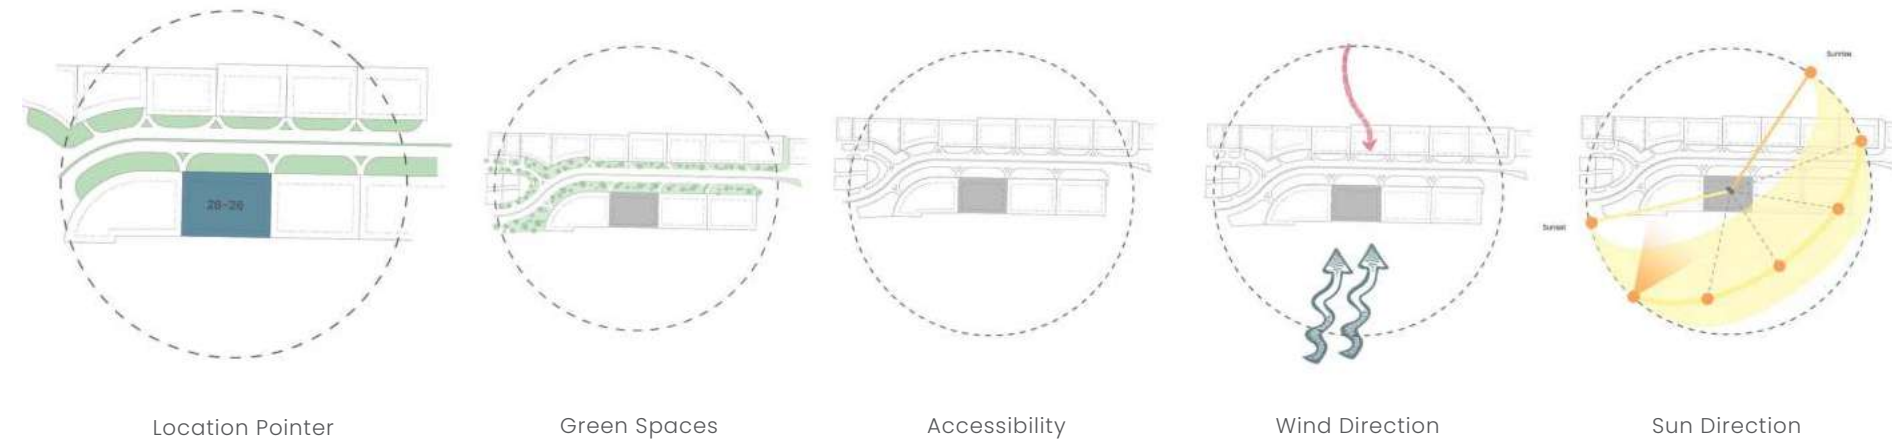 Sunrise
28-26
Sunset
Location Pointer
Green Spaces
Accessibility
Wind Direction
Sun Direction